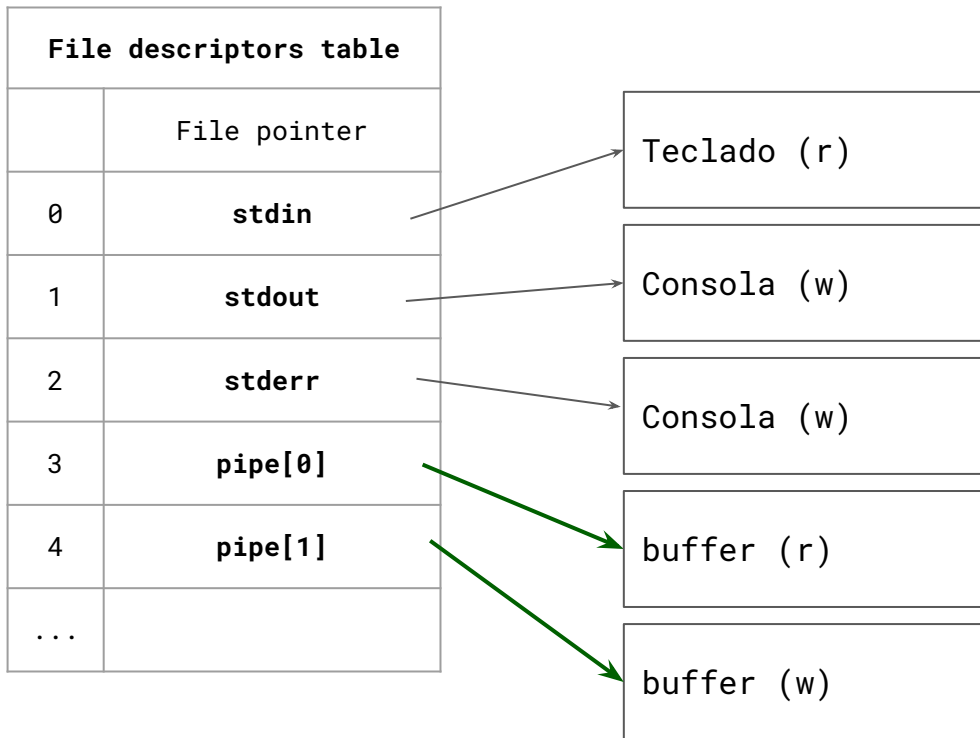 File descriptors table
File pointer
0 stdin
1 stdout
2 stderr
3 pipe[0]
4 pipe[1]
...
Teclado (r)
Consola (w)
Consola (w)
buffer (r)
buffer (w)